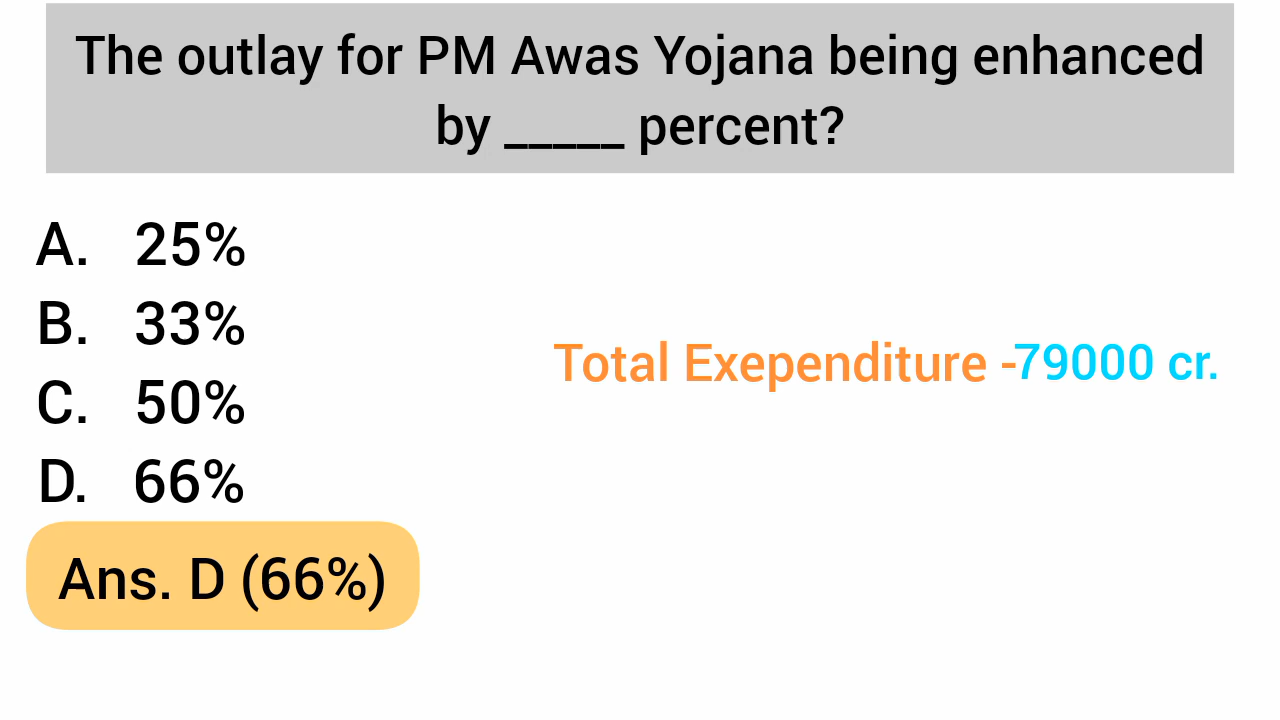 The outlay for PM Awas Yojana being enhanced
by _____ percent?
A. 25%
B. 33%
C. 50%
D. 66%
Total Exependiture -79000 cr.
Ans. D (66%)